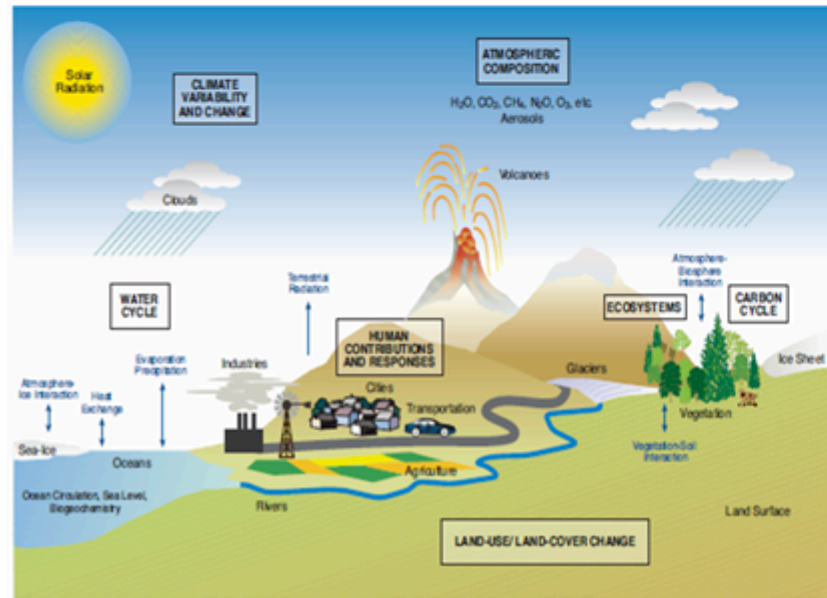 Solar
Radiation
CLIMATE
VARIABILITY
AND CHANGE
ATMOSPHERIC
COMPOSITION
H₂O, CO₂, CH₄, N₂O, O₃, etc
Aerosols
Volcanoes
Clouds
Terrestrial
Radiation
Atmosphere-
Biosphere
Interaction
WATER
CYCLE
ECOSYSTEMS
CARBON
CYCLE
HUMAN
CONTRIBUTIONS
AND RESPONSES
Evaporation
Precipitation
Industries
Glaciers
Ice Sheet
Atmosphere-
Ice Interaction
Heat
Exchange
Cities
Transportation
Vegetation
Sea-Ice
Oceans
Agriculture
Vegetation-Soil
Interaction
Ocean Circulation, Sea Level,
Biogeochemistry
Rivers
Land Surface
LAND-USE/ LAND-COVER CHANGE